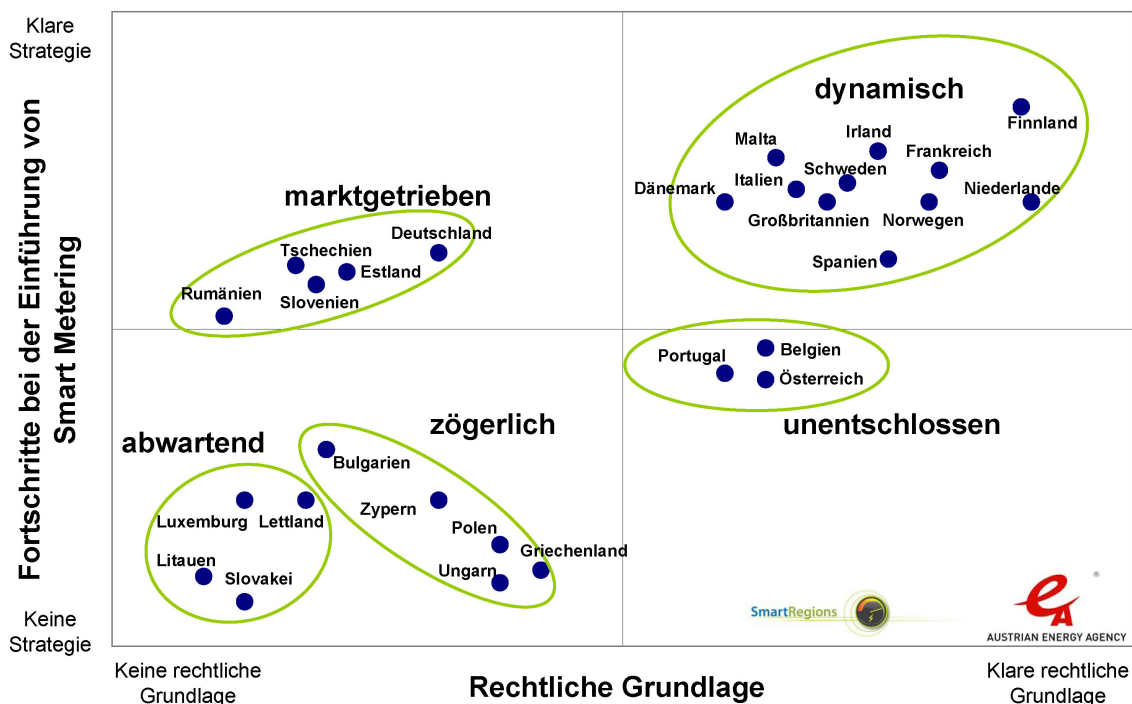 Klare
Strategie
Fortschritte bei der Einführung von
Smart Metering
Keine
Strategie
dynamisch
Finnland
Irland
Malta
Frankreich
Schweden
Italien
Dänemark
Niederlande
Großbritannien
Norwegen
Spanien
marktgetrieben
Deutschland
Tschechien
Estland
Rumänien
Slovenien
Portugal
Belgien
Österreich
unentschlossen
zögerlich
Bulgarien
Zypern
Polen
Griechenland
Ungarn
abwartend
Luxemburg
Lettland
Litauen
Slovakei
SmartRegions
®
AUSTRIAN ENERGY AGENCY
Keine rechtliche
Grundlage
Rechtliche Grundlage
Klare rechtliche
Grundlage